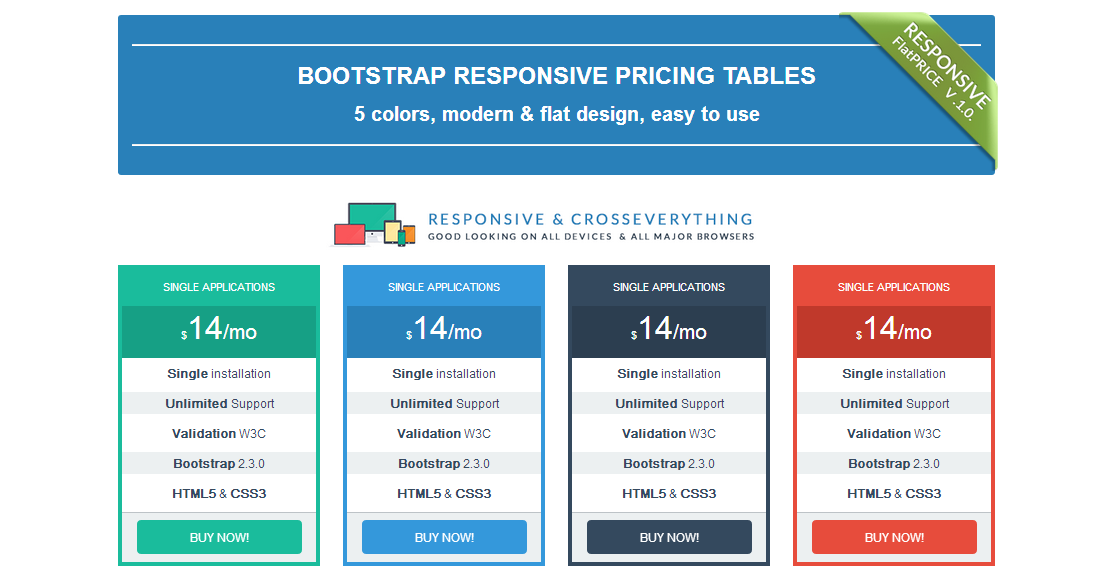 BOOTSTRAP RESPONSIVE PRICING TABLES
5 colors, modern & flat design, easy to use
RESPONSIVE
FlatPRICE V .1.0.
RESPONSIVE & CROSSEVERYTHING
GOOD LOOKING ON ALL DEVICES & ALL MAJOR BROWSERS
SINGLE APPLICATIONS
$14/mo
Single installation
Unlimited Support
Validation W3C
Bootstrap 2.3.0
HTML5 & CSS3
BUY NOW!
SINGLE APPLICATIONS
$14/mo
Single installation
Unlimited Support
Validation W3C
Bootstrap 2.3.0
HTML5 & CSS3
BUY NOW!
SINGLE APPLICATIONS
$14/mo
Single installation
Unlimited Support
Validation W3C
Bootstrap 2.3.0
HTML5 & CSS3
BUY NOW!
SINGLE APPLICATIONS
$14/mo
Single installation
Unlimited Support
Validation W3C
Bootstrap 2.3.0
HTML5 & CSS3
BUY NOW!